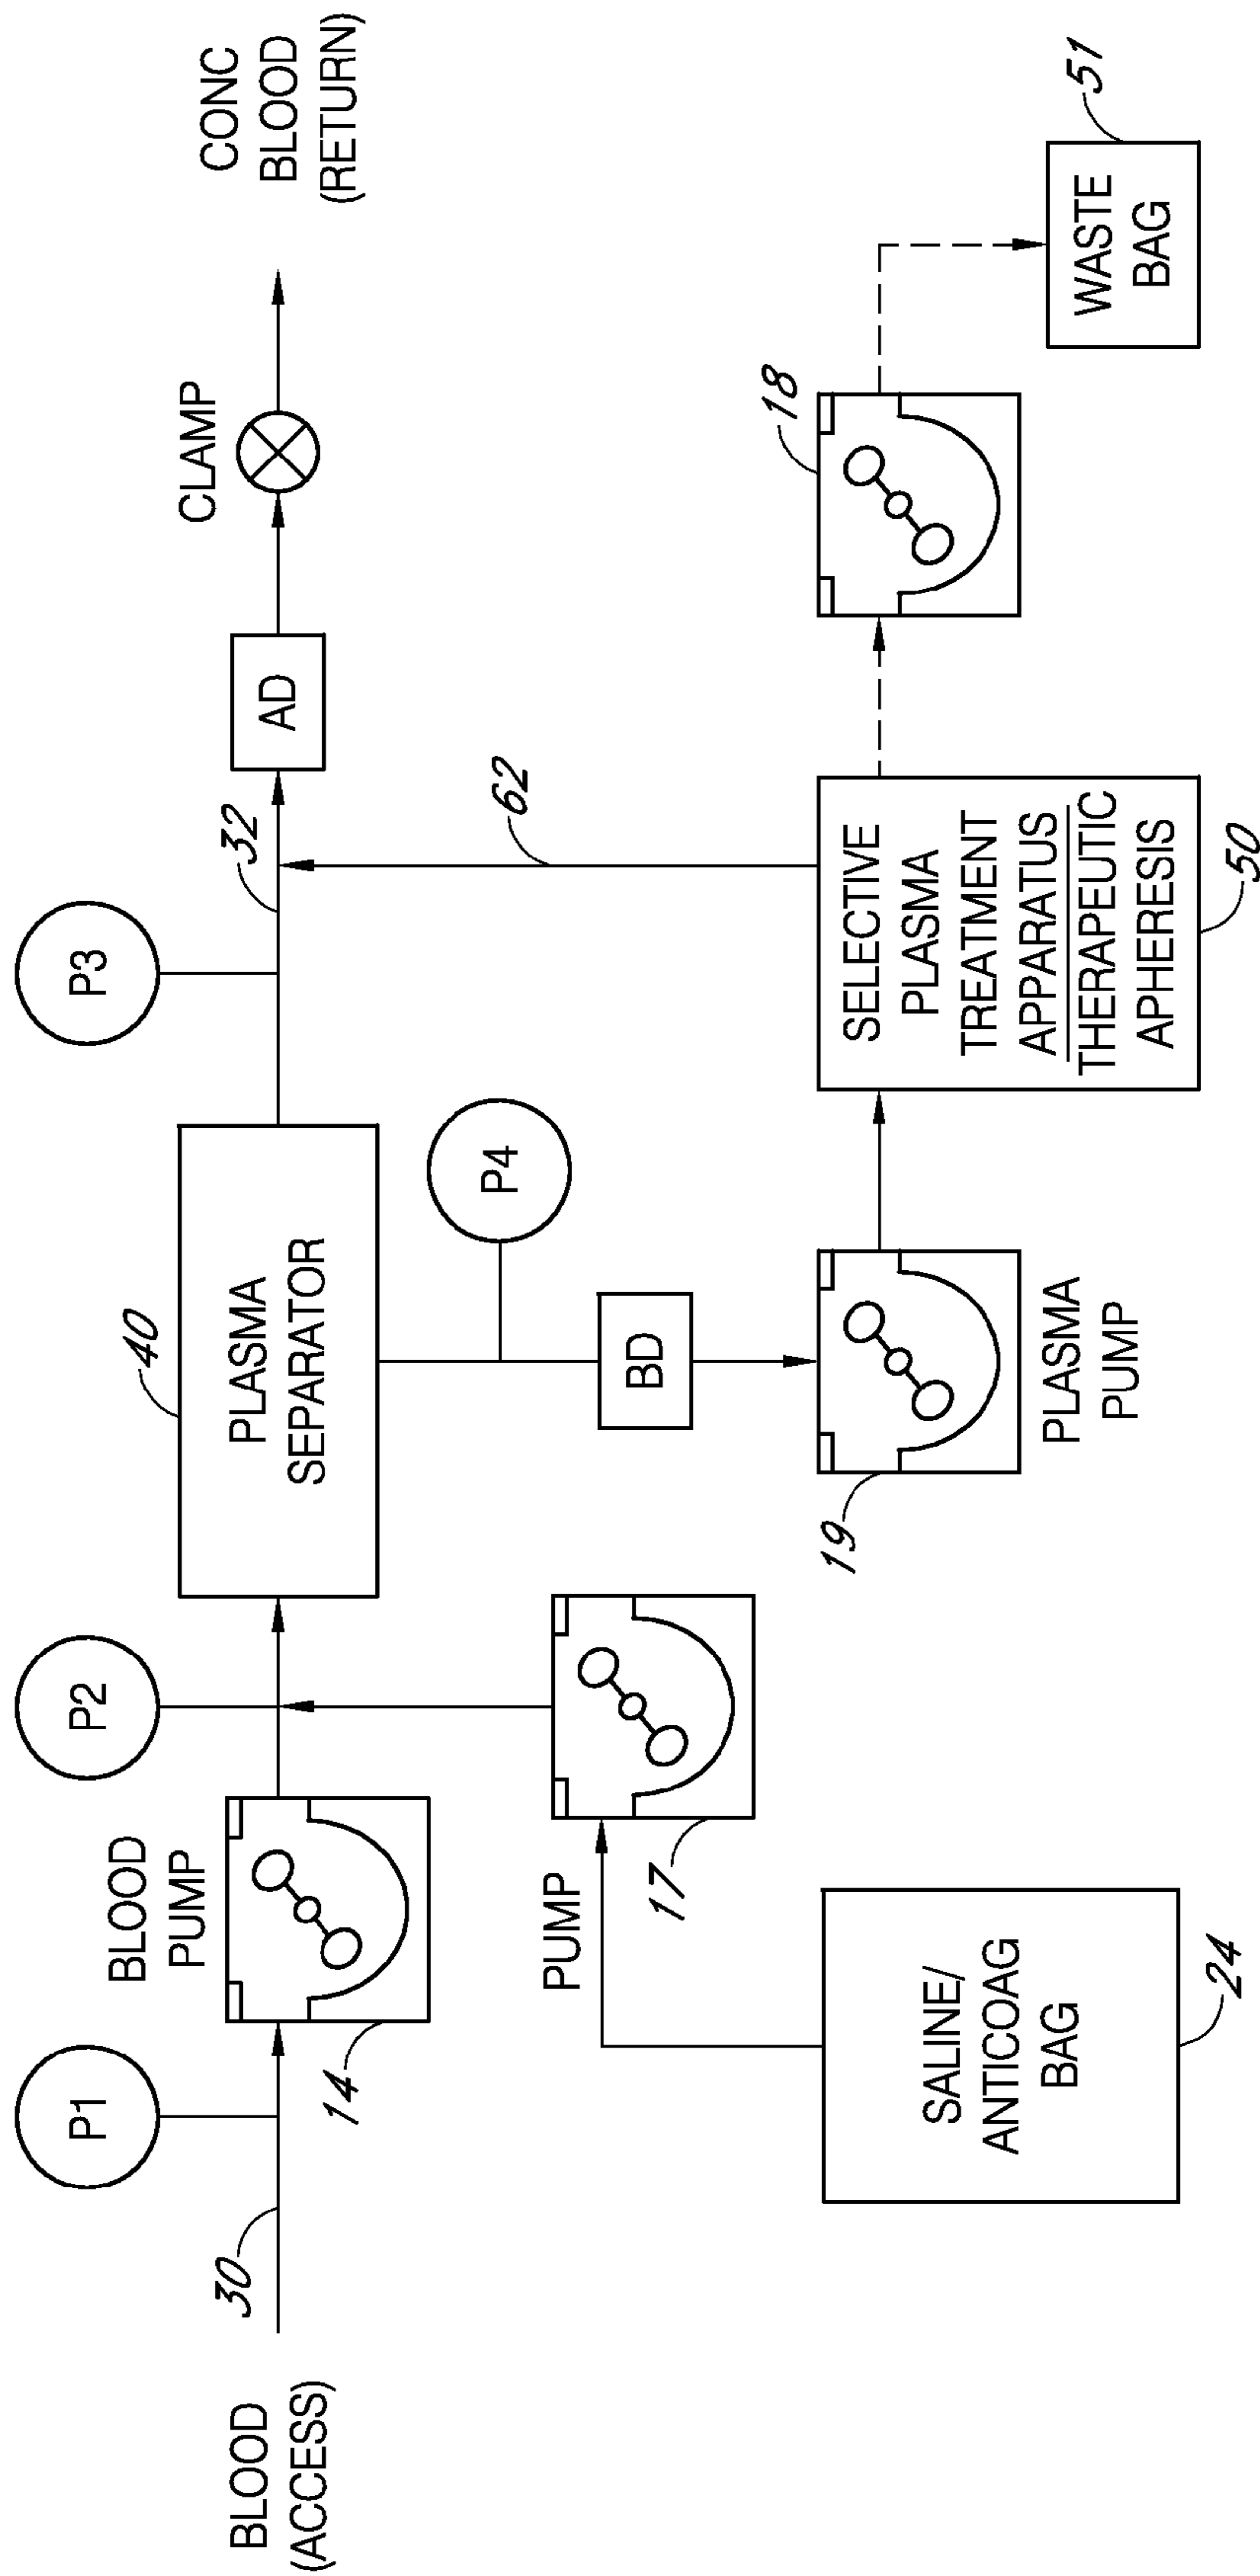 BLOOD
(ACCESS)
30
P1
BLOOD
PUMP
14
P2
PUMP
17
SALINE/
ANTICOAG
BAG
24
40
PLASMA
SEPARATOR
P4
BD
19
PLASMA
PUMP
P3
32
62
SELECTIVE
PLASMA
TREATMENT
APPARATUS
THERAPEUTIC
APHERESIS
50
AD
CLAMP
CONC
BLOOD
(RETURN)
18
WASTE
BAG
51